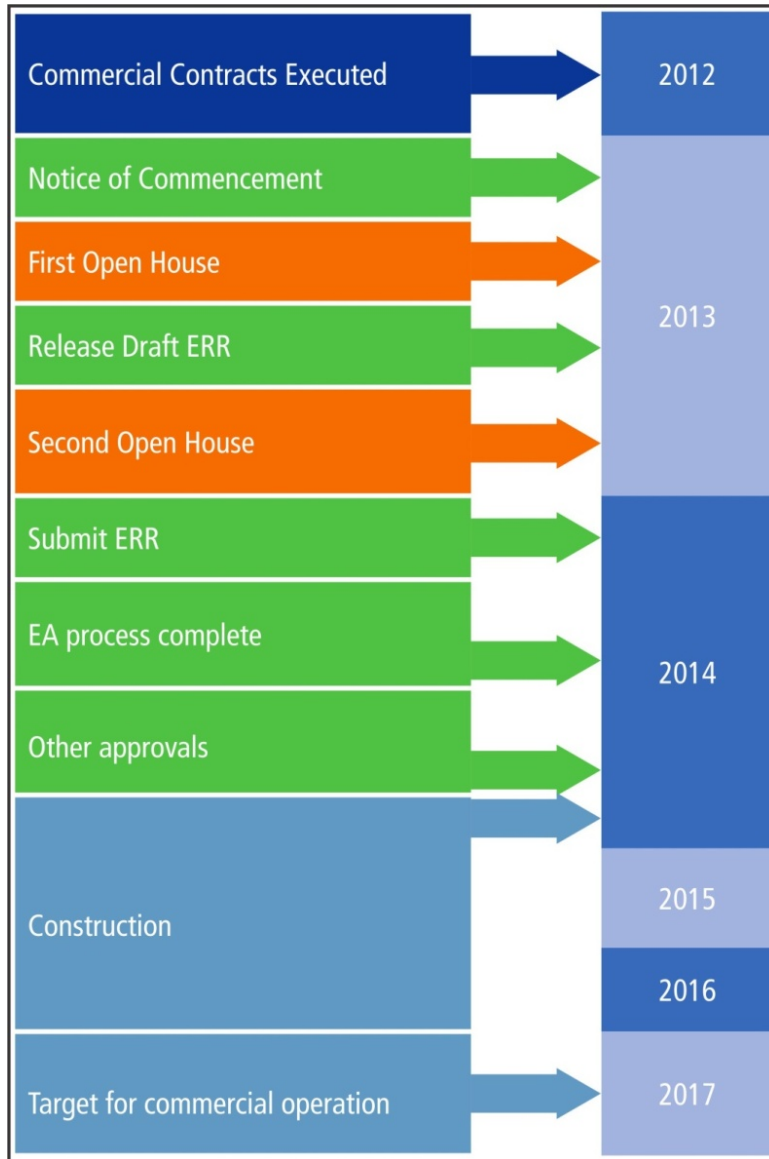 Commercial Contracts Executed
2012
Notice of Commencement
First Open House
2013
Release Draft ERR
Second Open House
Submit ERR
EA process complete
2014
Other approvals
Construction
2015
2016
Target for commercial operation
2017